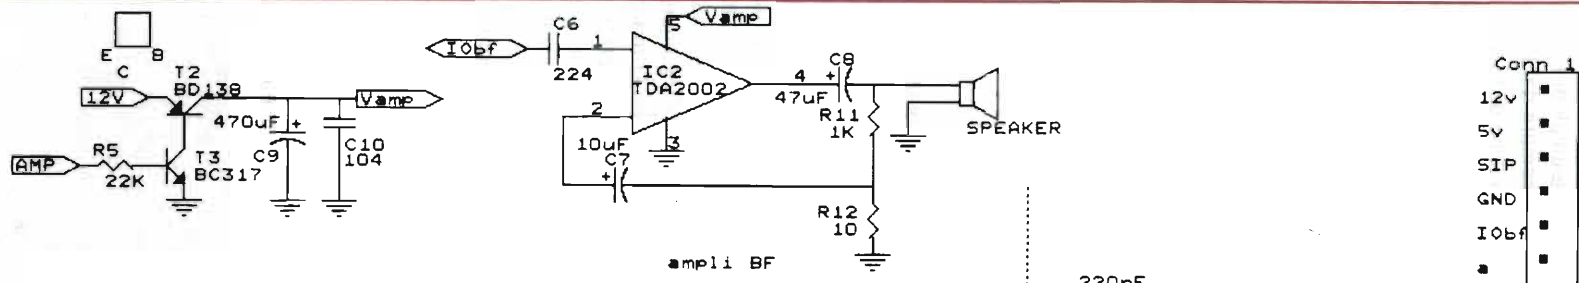 E B
C
T2
BD138
12V
Vamp
470uF +
C9
C10
104
AMP
R5
22K
T3
BC317
IObf
C6
224
1
5
Vamp
IC2
TDA2002
2
3
4
C8
+
47uF
R11
1K
SPEAKER
10uF
C7
+
R12
10
ampli BF
Conn 1
12v
5v
SIP
GND
IObf
a